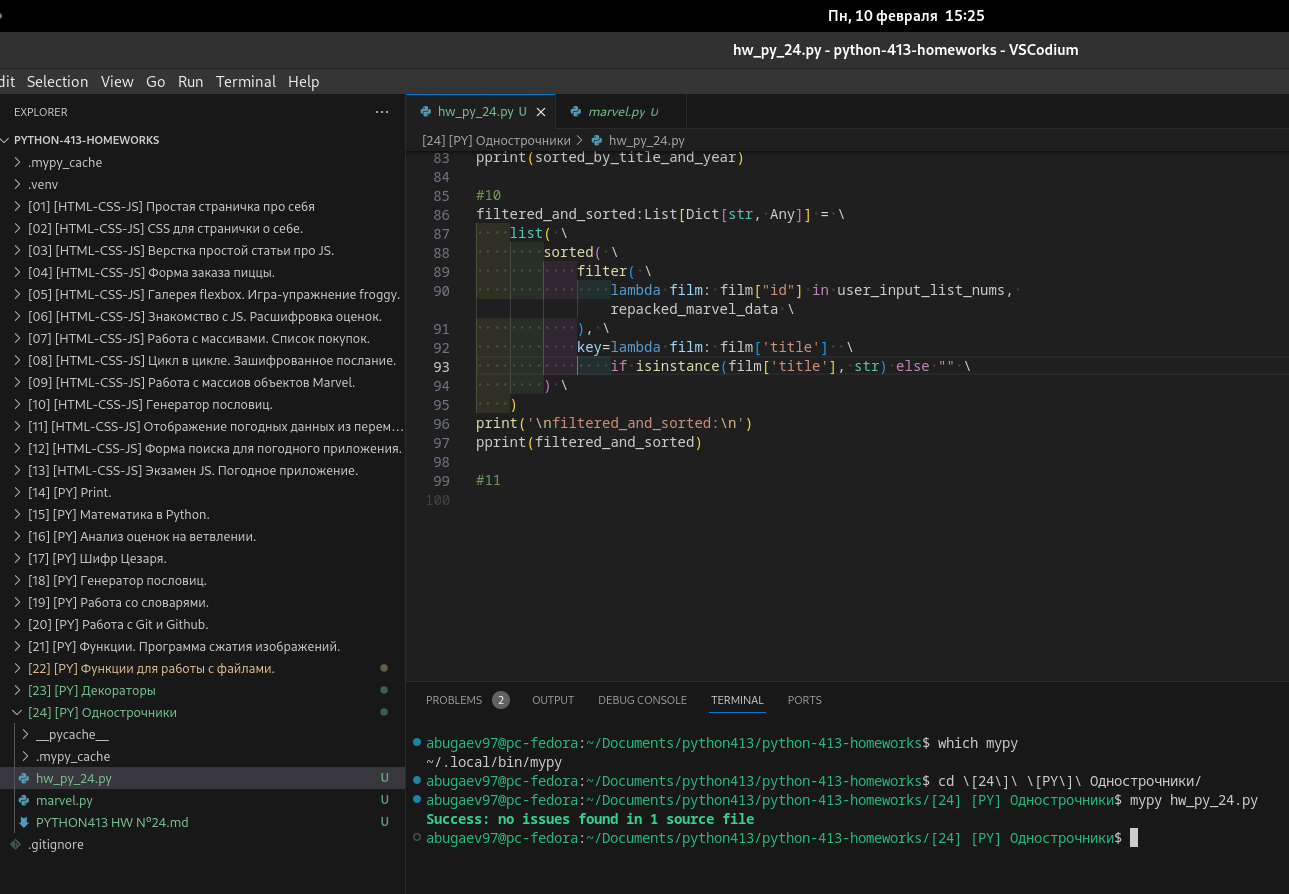 Пн, 10 февраля 15:25
hw_py_24.py - python-413-homeworks - VSCodium
dit Selection View Go Run Terminal Help
EXPLORER
PYTHON-413-HOMEWORKS
.mypy_cache
.venv
[01] [HTML-CSS-JS] Простая страничка про себя
[02] [HTML-CSS-JS] CSS для странички о себе.
[03] [HTML-CSS-JS] Верстка простой статьи про JS.
[04] [HTML-CSS-JS] Форма заказа пиццы.
[05] [HTML-CSS-JS] Галерея flexbox. Игра-упражнение froggy.
[06] [HTML-CSS-JS] Знакомство с JS. Расшифровка оценок.
[07] [HTML-CSS-JS] Работа с массивами. Список покупок.
[08] [HTML-CSS-JS] Цикл в цикле. Зашифрованное послание.
[09] [HTML-CSS-JS] Работа с массиов объектов Marvel.
[10] [HTML-CSS-JS] Генератор пословиц.
[11] [HTML-CSS-JS] Отображение погодных данных из перем...
[12] [HTML-CSS-JS] Форма поиска для погодного приложения.
[13] [HTML-CSS-JS] Экзамен JS. Погодное приложение.
[14] [PY] Print.
[15] [PY] Математика в Python.
[16] [PY] Анализ оценок на ветвлении.
[17] [PY] Шифр Цезаря.
[18] [PY] Генератор пословиц.
[19] [PY] Работа со словарями.
[20] [PY] Работа с Git и Github.
[21] [PY] Функции. Программа сжатия изображений.
[22] [PY] Функции для работы с файлами.
[23] [PY] Декораторы
[24] [PY] Однострочники
__pycache__
.mypy_cache
hw_py_24.py U
marvel.py U
PYTHON413 HW №24.md U
.gitignore
hw_py_24.py U
marvel.py U
[24] [PY] Однострочники > hw_py_24.py
83 pprint(sorted_by_title_and_year)
84
85 #10
86 filtered_and_sorted:List[Dict[str, Any]] = \
87 list( \
88 sorted( \
89 filter( \
90 lambda film: film["id"] in user_input_list_nums,
repacked_marvel_data \
91 ), \
92 key=lambda film: film['title'] \
93 if isinstance(film['title'], str) else "" \
94 ) \
95 )
96 print('\nfiltered_and_sorted:\n')
97 pprint(filtered_and_sorted)
98
99 #11
100
PROBLEMS 2 OUTPUT DEBUG CONSOLE TERMINAL PORTS
abugaev97@pc-fedora:~/Documents/python413/python-413-homeworks$ which mypy
~/.local/bin/mypy
abugaev97@pc-fedora:~/Documents/python413/python-413-homeworks$ cd \[24\]\ \[PY\]\ Однострочники/
abugaev97@pc-fedora:~/Documents/python413/python-413-homeworks/[24] [PY] Однострочники$ mypy hw_py_24.py
Success: no issues found in 1 source file
abugaev97@pc-fedora:~/Documents/python413/python-413-homeworks/[24] [PY] Однострочники$